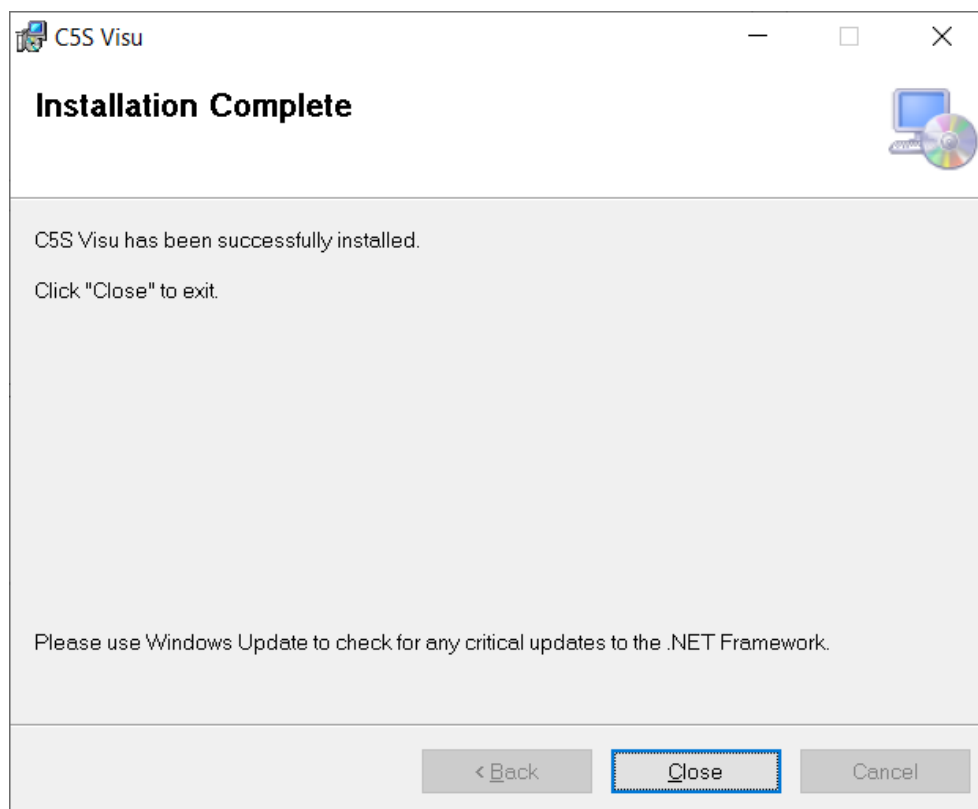 C5S Visu
Installation Complete
C5S Visu has been successfully installed.
Click "Close" to exit.
Please use Windows Update to check for any critical updates to the .NET Framework.
< Back
Close
Cancel